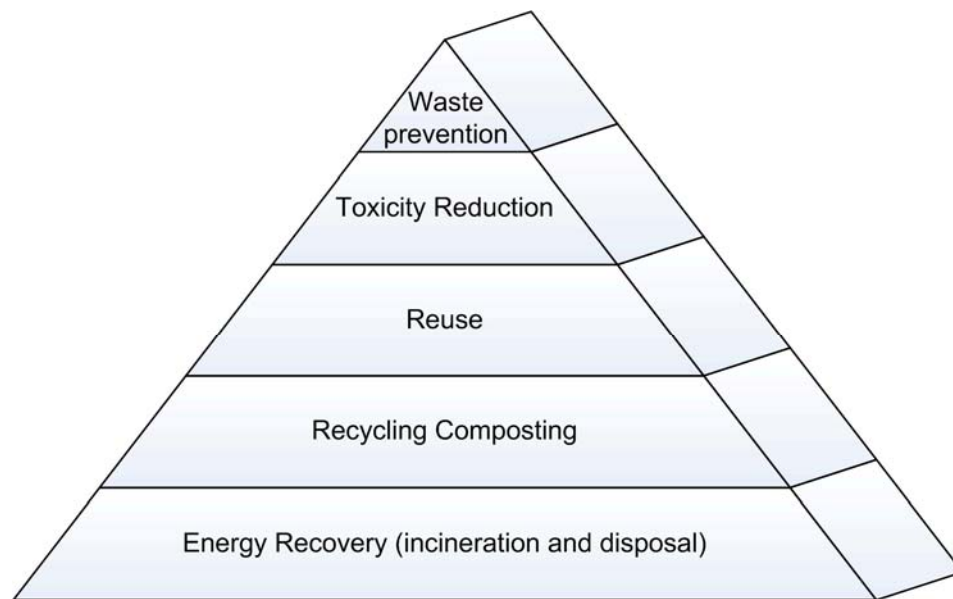 Waste
prevention
Toxicity Reduction
Reuse
Recycling Composting
Energy Recovery (incineration and disposal)